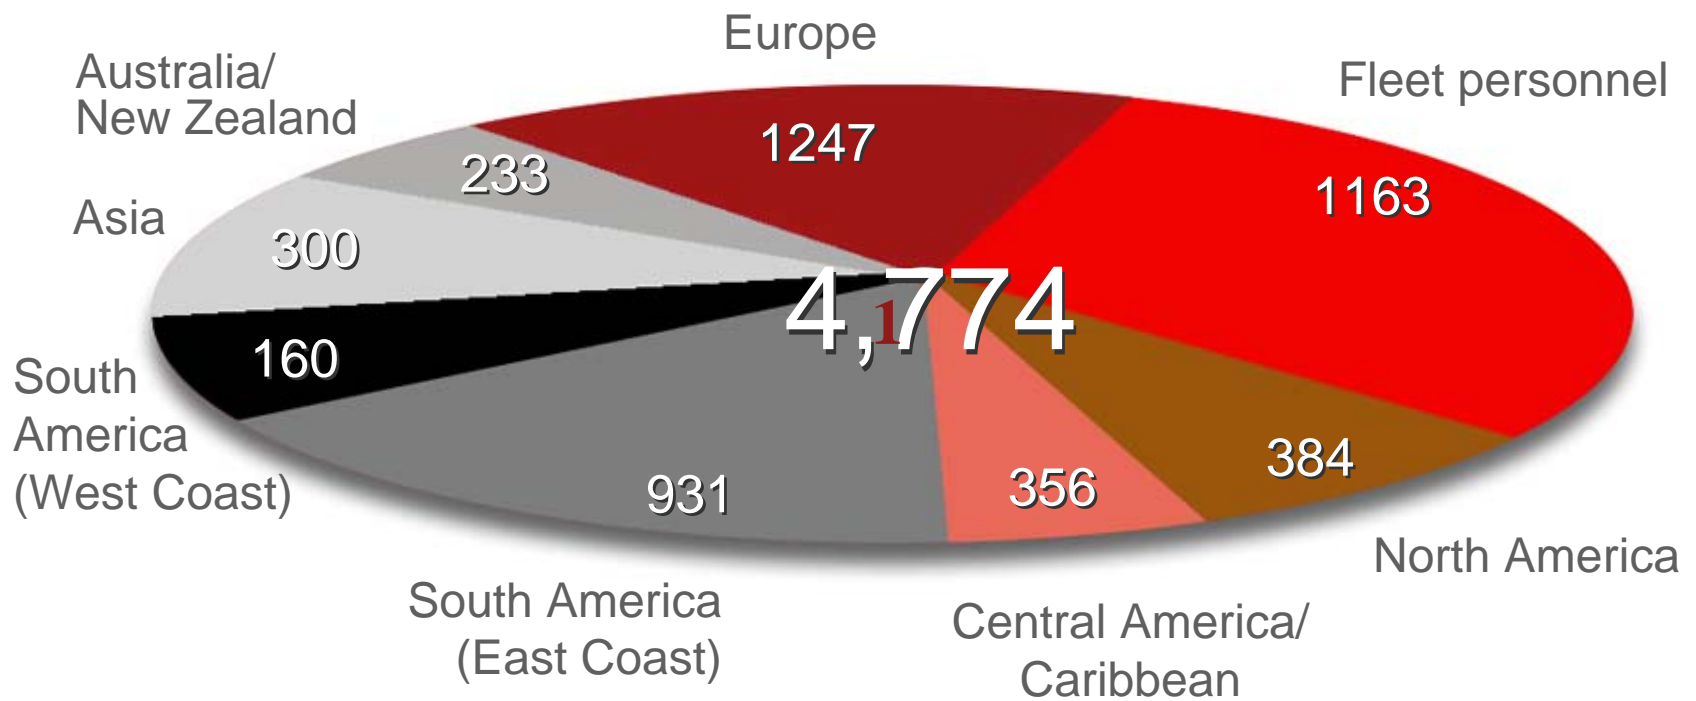 Europe
Australia/
New Zealand
Fleet personnel
1247
233
1163
Asia
300
4,774
1
160
South
America
(West Coast)
931
356
384
North America
South America
(East Coast)
Central America/
Caribbean